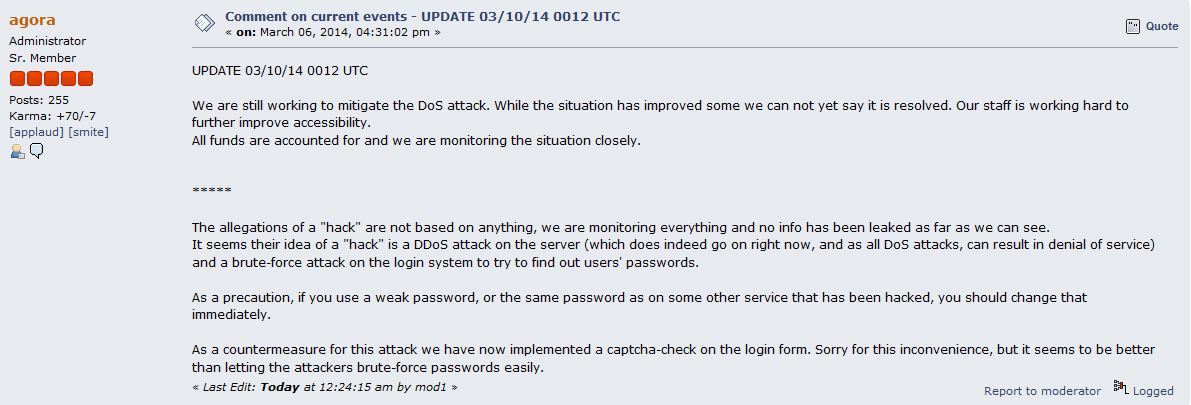 agora
Administrator
Sr. Member
Posts: 255
Karma: +70/-7
[applaud] [smite]
Comment on current events - UPDATE 03/10/14 0012 UTC
« on: March 06, 2014, 04:31:02 pm »
Quote
UPDATE 03/10/14 0012 UTC
We are still working to mitigate the DoS attack. While the situation has improved some we can not yet say it is resolved. Our staff is working hard to
further improve accessibility.
All funds are accounted for and we are monitoring the situation closely.
*****
The allegations of a "hack" are not based on anything, we are monitoring everything and no info has been leaked as far as we can see.
It seems their idea of a "hack" is a DDoS attack on the server (which does indeed go on right now, and as all DoS attacks, can result in denial of service)
and a brute-force attack on the login system to try to find out users' passwords.
As a precaution, if you use a weak password, or the same password as on some other service that has been hacked, you should change that
immediately.
As a countermeasure for this attack we have now implemented a captcha-check on the login form. Sorry for this inconvenience, but it seems to be better
than letting the attackers brute-force passwords easily.
« Last Edit: Today at 12:24:15 am by mod1 »
Report to moderator
Logged